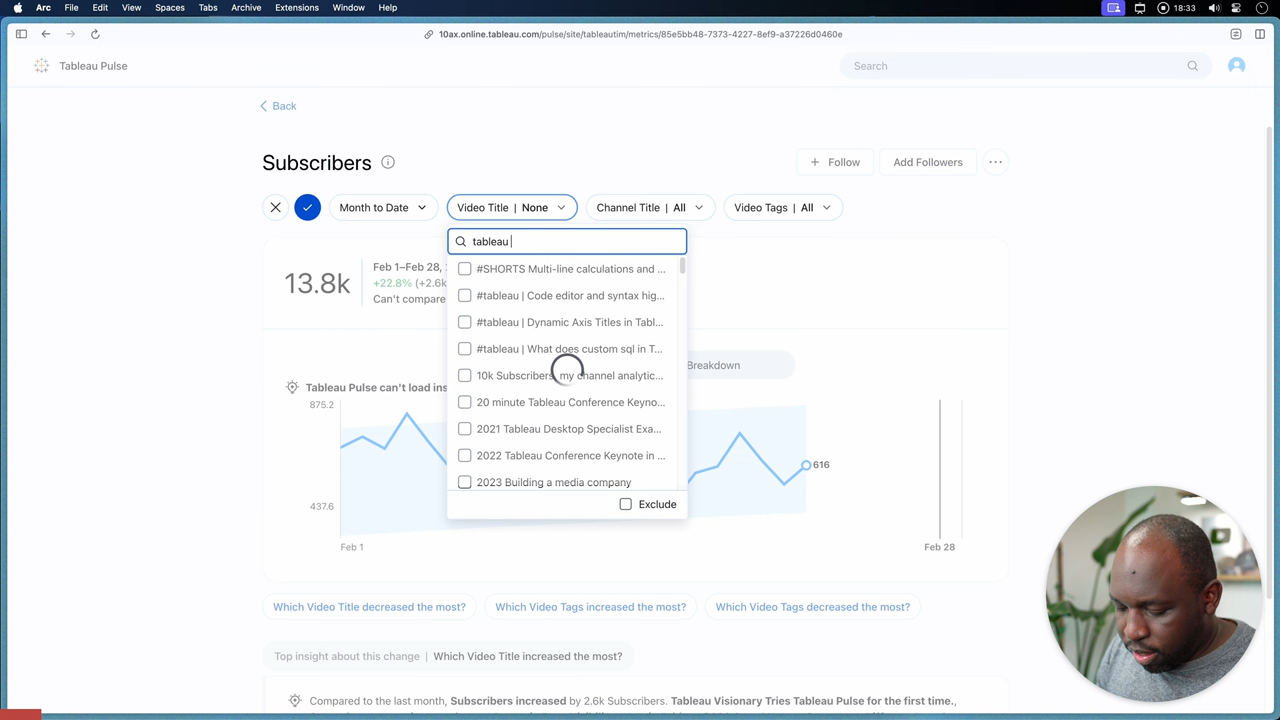 Arc File Edit View Spaces Tabs Archive Extensions Window Help 18:33
10ax.online.tableau.com/pulse/site/tableautim/metrics/85e5bb48-7373-4227-8ef9-a37226d0460e
Tableau Pulse Search
Back
Subscribers
+ Follow Add Followers ...
Month to Date Video Title | None Channel Title | All Video Tags | All
tableau
#SHORTS Multi-line calculations and ...
#tableau | Code editor and syntax hig...
#tableau | Dynamic Axis Titles in Tabl...
#tableau | What does custom sql in T...
10k Subscribers, my channel analytic...
20 minute Tableau Conference Keyno...
2021 Tableau Desktop Specialist Exa...
2022 Tableau Conference Keynote in ...
2023 Building a media company
Exclude
13.8k
Feb 1–Feb 28,
+22.8% (+2.6k
Can't compare
Breakdown
Tableau Pulse can't load ins
875.2
437.6
616
Feb 1 Feb 28
Which Video Title decreased the most? Which Video Tags increased the most? Which Video Tags decreased the most?
Top insight about this change | Which Video Title increased the most?
Compared to the last month, Subscribers increased by 2.6k Subscribers. Tableau Visionary Tries Tableau Pulse for the first time.,